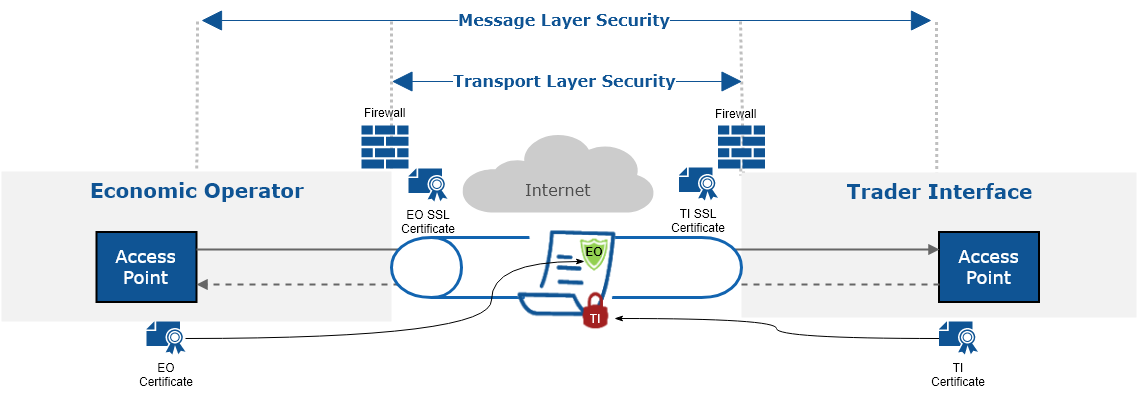 Message Layer Security
Transport Layer Security
Firewall
Firewall
Internet
Economic Operator
Trader Interface
EO SSL
Certificate
TI SSL
Certificate
Access
Point
EO
TI
Access
Point
EO
Certificate
TI
Certificate